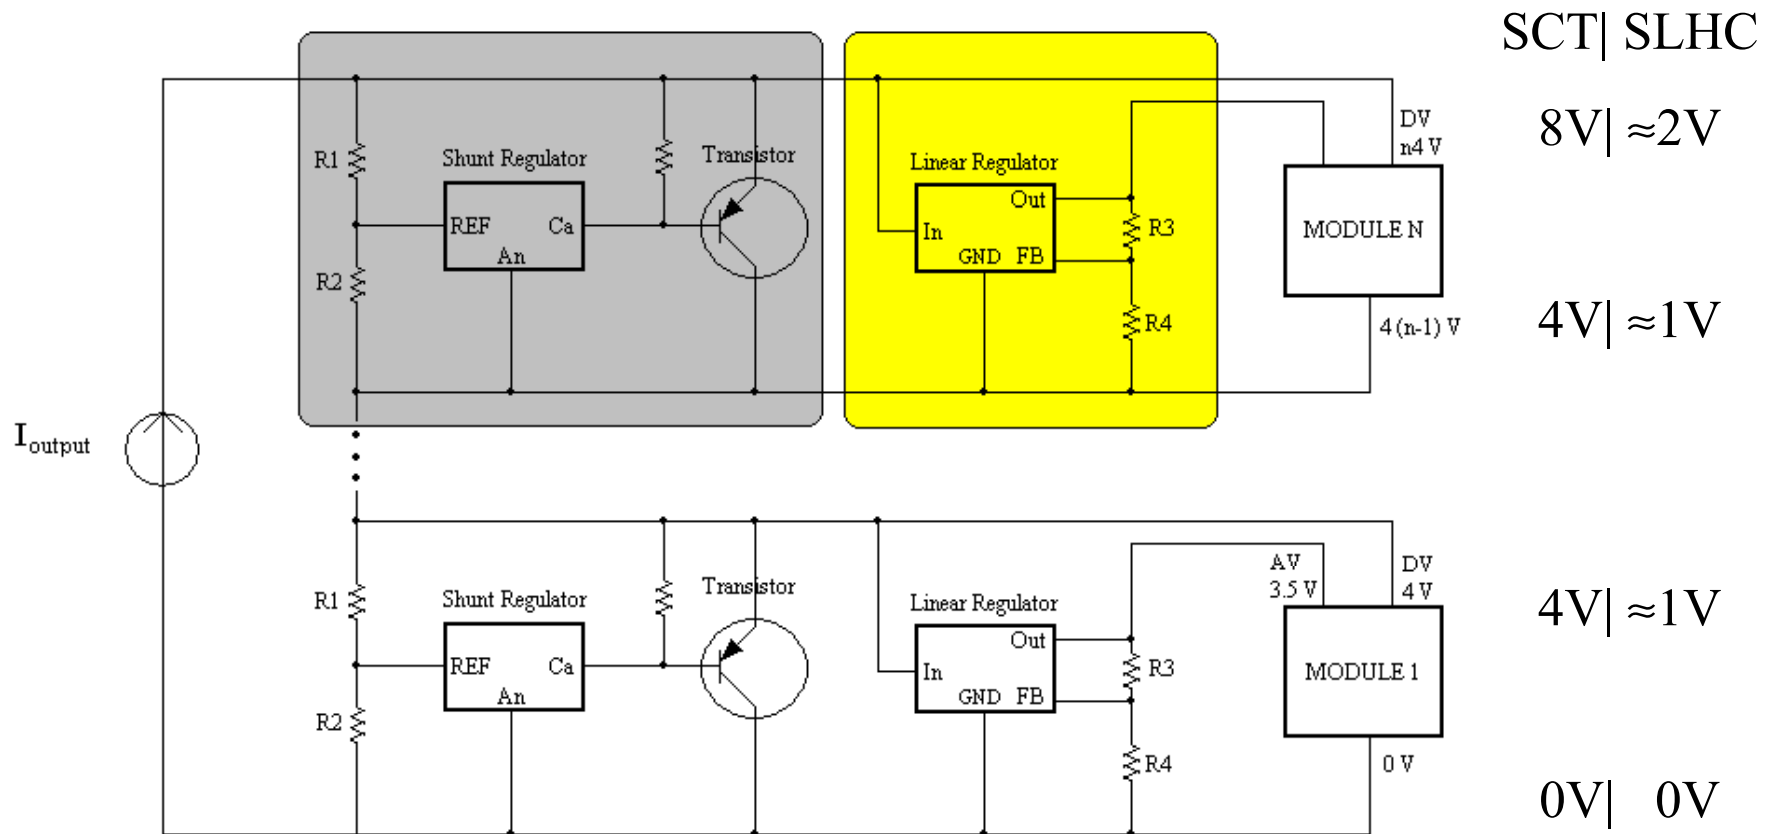 SCT| SLHC
8V| ≈2V
DV
n4 V
R1
Shunt Regulator
Transistor
Linear Regulator
Out
REF
Ca
An
In
GND FB
R3
MODULE N
R2
R4
4 (n-1) V
4V| ≈1V
I output
R1
Shunt Regulator
Transistor
Linear Regulator
AV
3.5 V
DV
4 V
4V| ≈1V
Out
REF
Ca
An
In
GND FB
R3
MODULE 1
R2
R4
0 V
0V| 0V